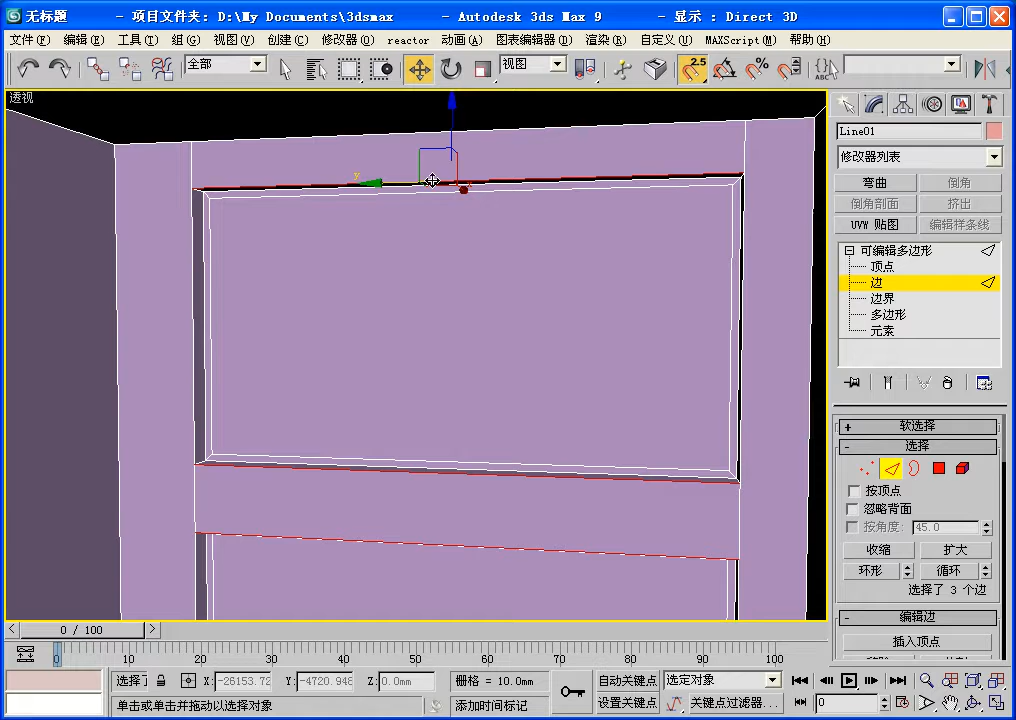 无标题 - 项目文件夹: D:\My Documents\3dsmax - Autodesk 3ds Max 9 - 显示 : Direct 3D
文件(F) 编辑(E) 工具(T) 组(G) 视图(V) 创建(C) 修改器(O) reactor 动画(A) 图表编辑器(D) 渲染(R) 自定义(U) MAXScript(M) 帮助(H)
全部 视图 2.5 % ABC
透视
y
Line01
修改器列表
弯曲 倒角
倒角剖面 挤出
UVW 贴图 编辑样条线
可编辑多边形
顶点
边
边界
多边形
元素
+ 软选择
- 选择
按顶点
忽略背面
按角度: 45.0
收缩 扩大
环形 循环
选择了 3 个边
- 编辑边
插入顶点
< 0 / 100 >
0 10 20 30 40 50 60 70 80 90 100
选择了 X: -26153.72 Y: -4720.948 Z: 0.0mm 栅格 = 10.0mm 自动关键点 选定对象
单击或单击并拖动以选择对象 添加时间标记 设置关键点 关键点过滤器... 0